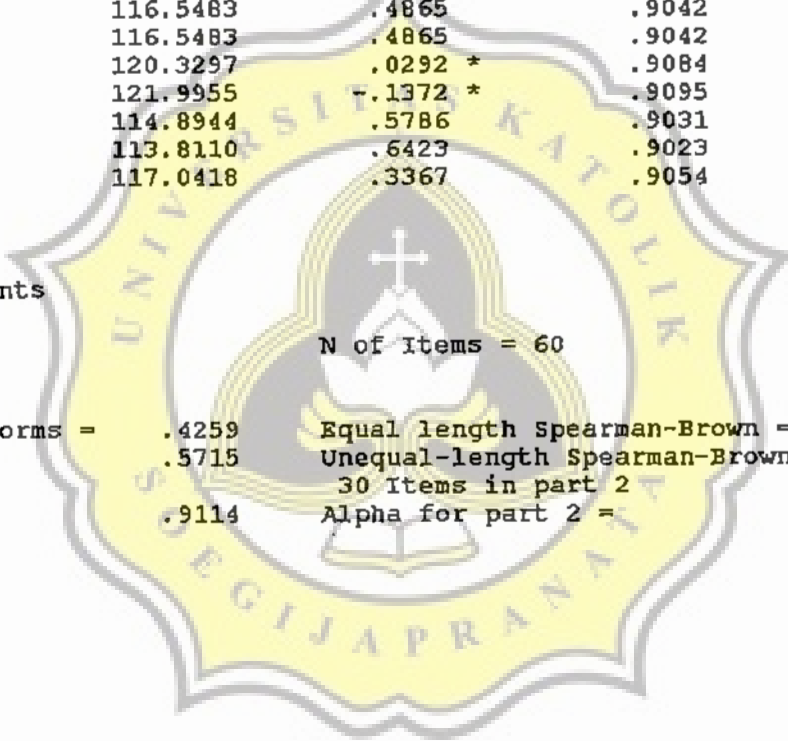 116.5483 .4865 .9042
116.5483 .4865 .9042
120.3297 .0292 * .9084
121.9955 -.1372 * .9095
114.8944 .5786 .9031
113.8110 .6423 .9023
117.0418 .3367 .9054
nts
N of Items = 60
orms = .4259 Equal length Spearman-Brown =
.5715 Unequal-length Spearman-Brown
30 Items in part 2
.9114 Alpha for part 2 =
UNIVERSITAS KATOLIK
SOEGIJAPRANATA